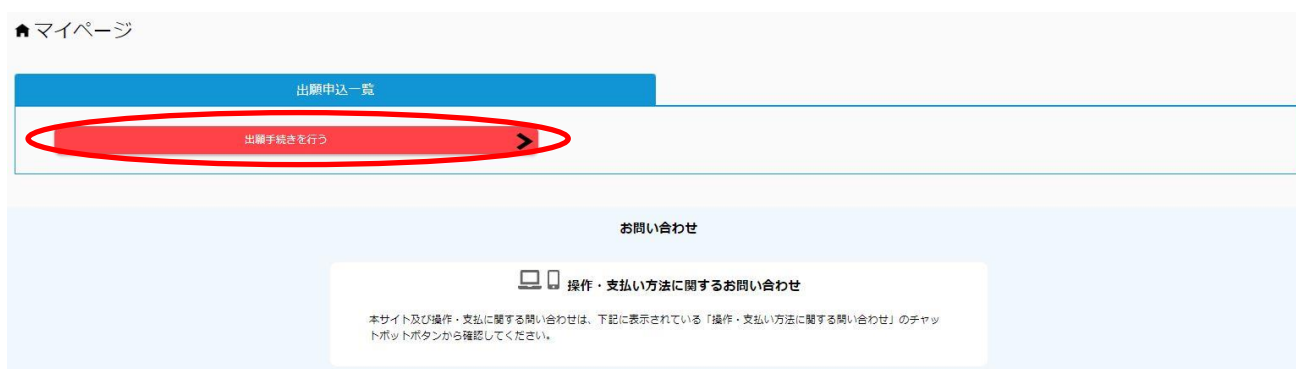 マイページ
出願申込一覧
出願手続きを行う
お問い合わせ
操作・支払い方法に関するお問い合わせ
本サイト及び操作・支払に関する問い合わせは、下記に表示されている「操作・支払い方法に関する問い合わせ」のチャッ
トボットボタンから確認してください。